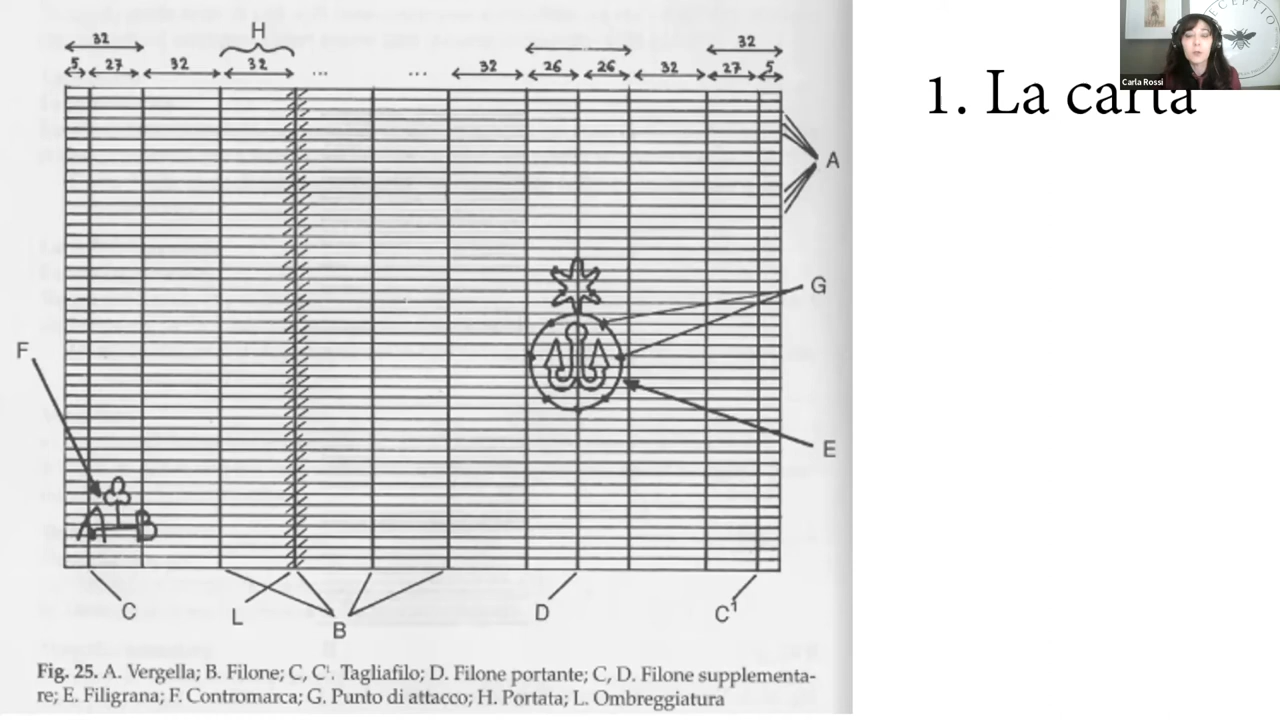 H
32
32
5 27 32 32 ... ... 32 26 26 32 27 5
A
G
F
E
A B
C
L
B
D
C¹
Fig. 25. A. Vergella; B. Filone; C, C¹. Tagliafilo; D. Filone portante; C, D. Filone supplementa-
re; E. Filigrana; F. Contromarca; G. Punto di attacco; H. Portata; L. Ombreggiatura
1. La carta
Carla Rossi